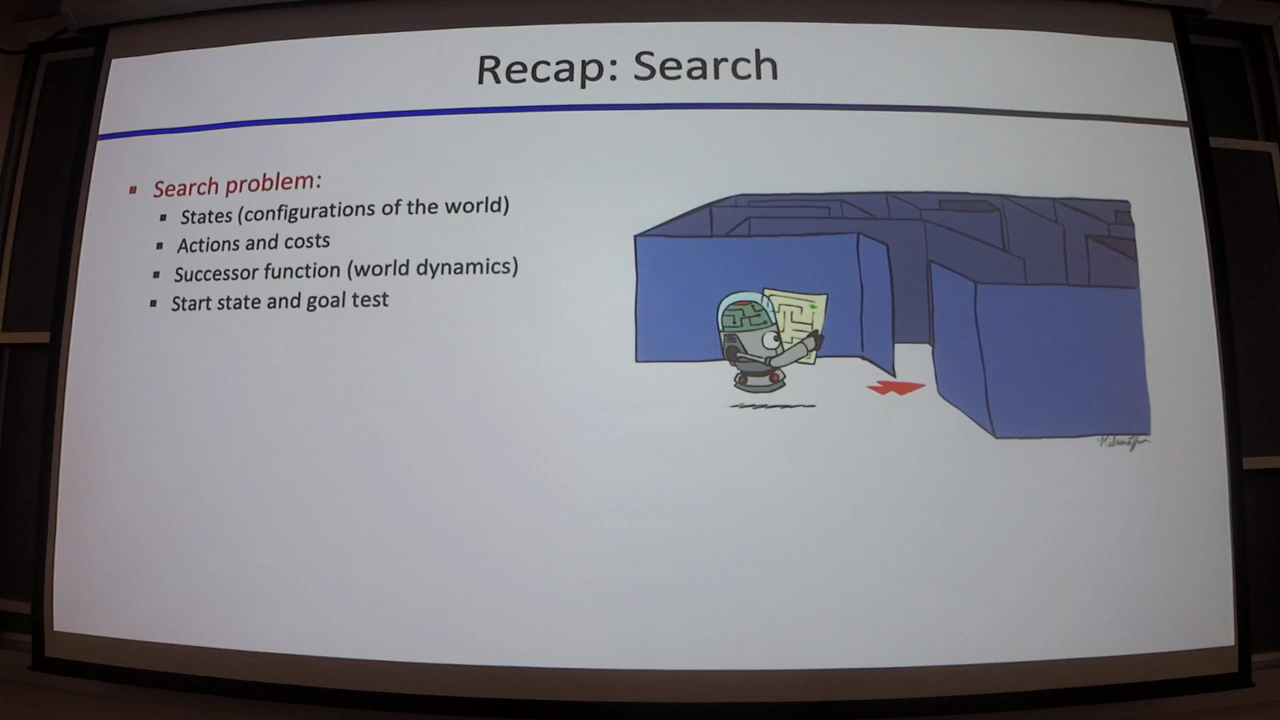 Recap: Search
Search problem:
States (configurations of the world)
Actions and costs
Successor function (world dynamics)
Start state and goal test